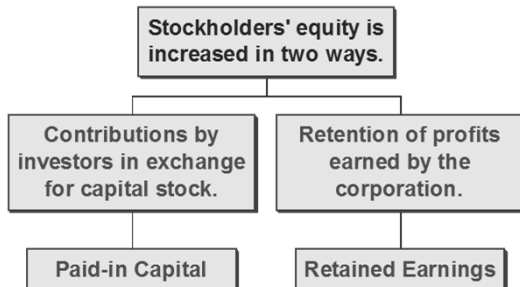 Stockholders' equity is
increased in two ways.
Contributions by
investors in exchange
for capital stock.
Retention of profits
earned by the
corporation.
Paid-in Capital
Retained Earnings